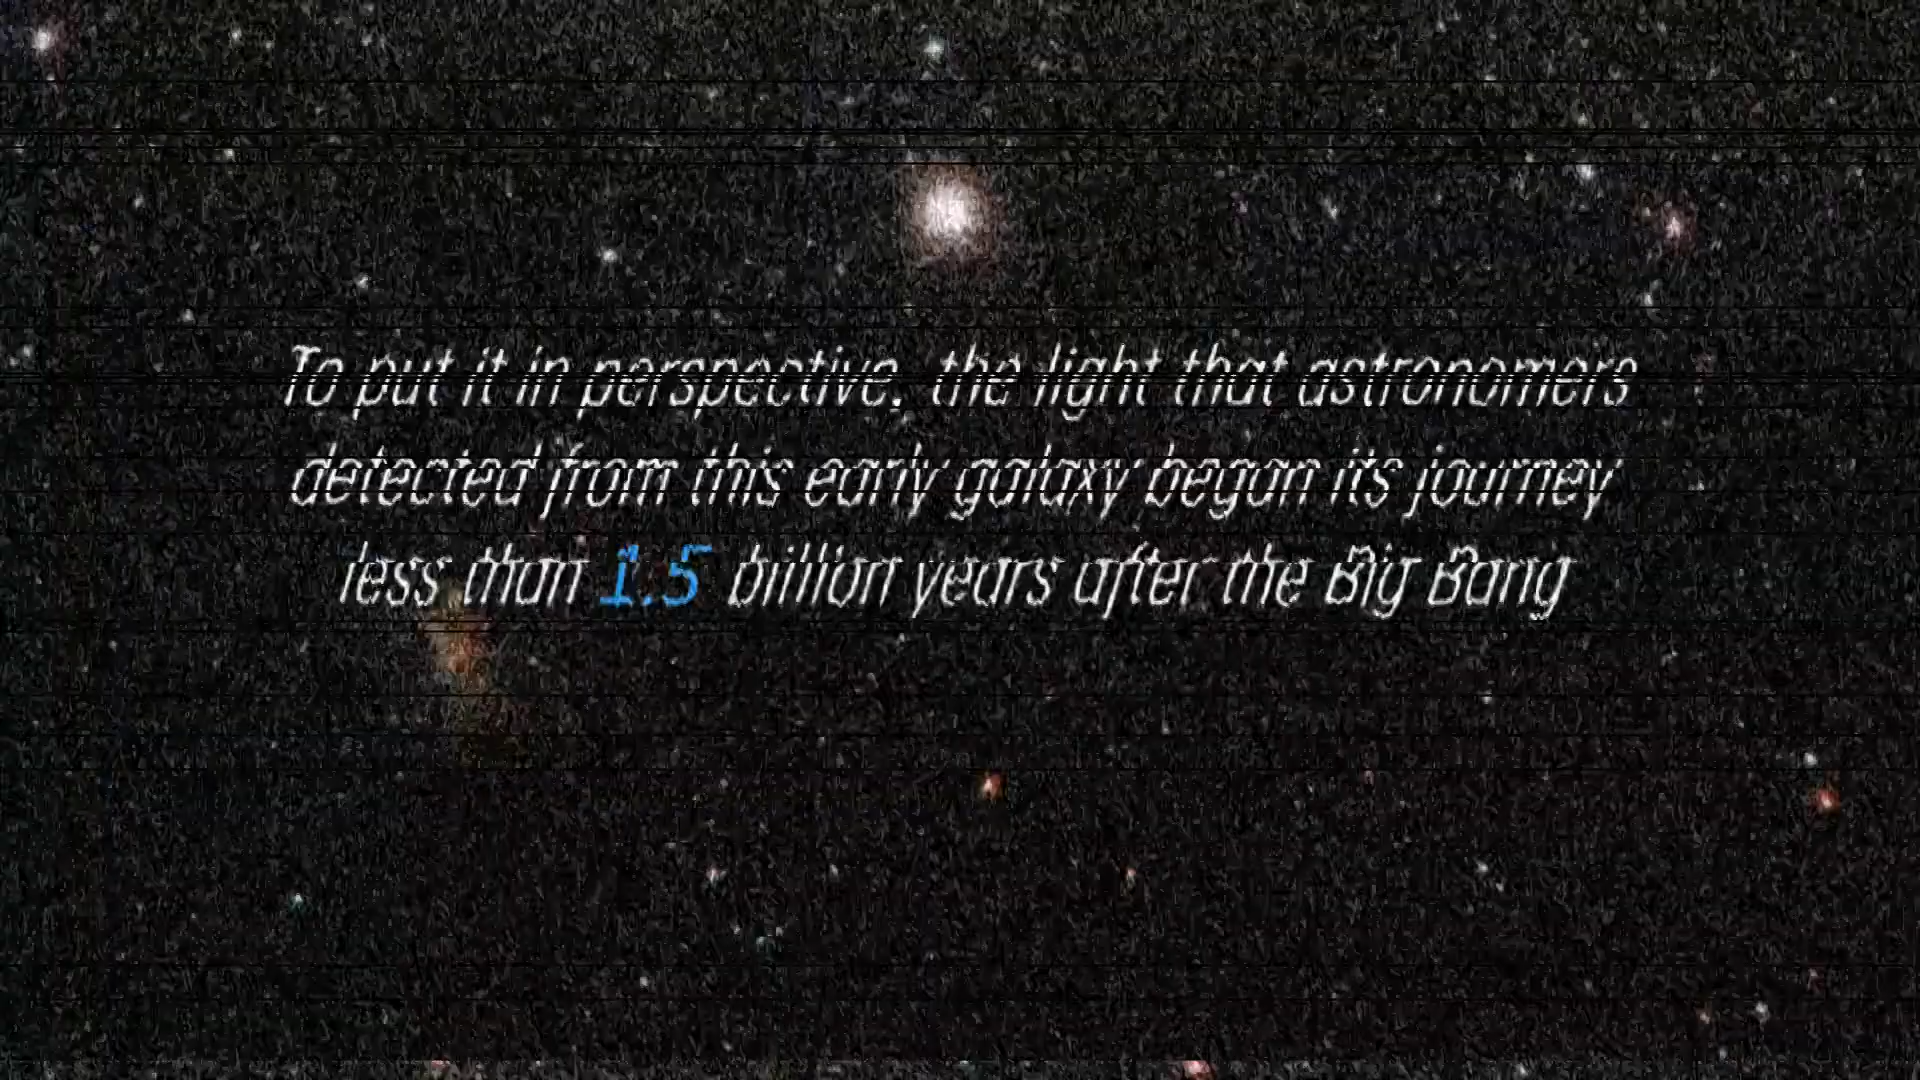 To put it in perspective, the light that astronomers
detected from this early galaxy began its journey
less than 1.5 billion years after the Big Bang